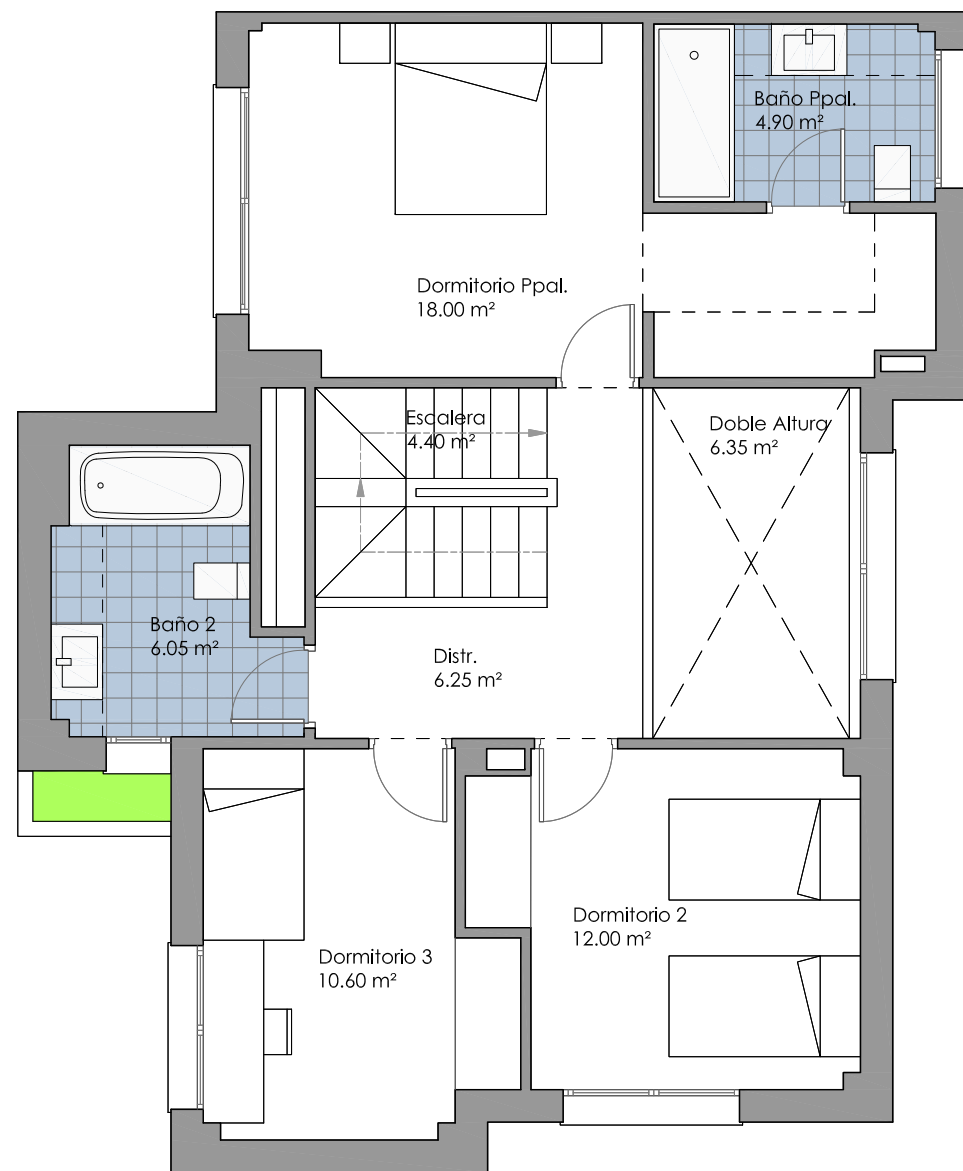 Baño Ppal.
4.90 m²
Dormitorio Ppal.
18.00 m²
Escalera
4.40 m²
Doble Altura
6.35 m²
Baño 2
6.05 m²
Distr.
6.25 m²
Dormitorio 2
12.00 m²
Dormitorio 3
10.60 m²